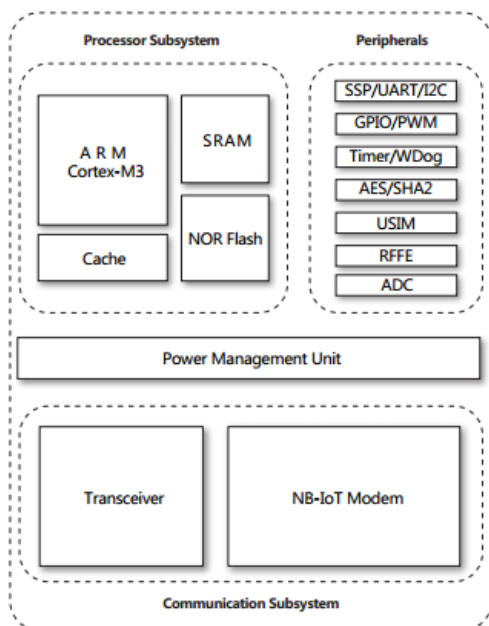 Processor Subsystem
Peripherals
A R M
Cortex-M3
Cache
SRAM
NOR Flash
SSP/UART/I2C
GPIO/PWM
Timer/WDog
AES/SHA2
USIM
RFFE
ADC
Power Management Unit
Transceiver
NB-IoT Modem
Communication Subsystem